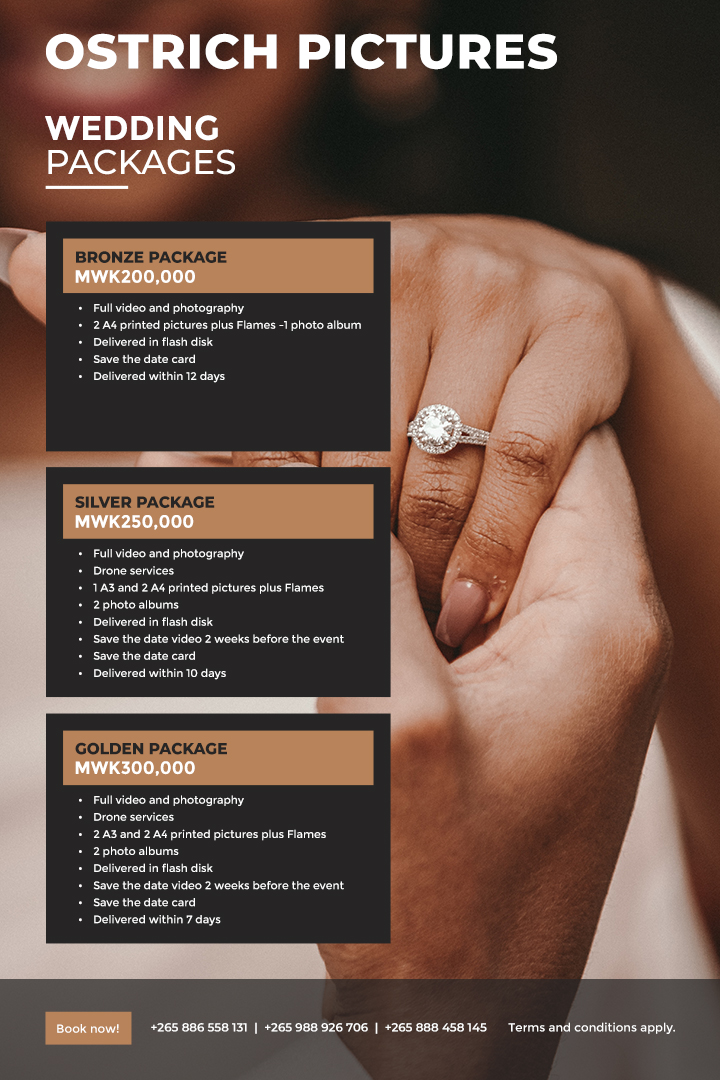 OSTRICH PICTURES
WEDDING
PACKAGES
BRONZE PACKAGE
MWK200,000
• Full video and photography
• 2 A4 printed pictures plus Flames -1 photo album
• Delivered in flash disk
• Save the date card
• Delivered within 12 days
SILVER PACKAGE
MWK250,000
• Full video and photography
• Drone services
• 1 A3 and 2 A4 printed pictures plus Flames
• 2 photo albums
• Delivered in flash disk
• Save the date video 2 weeks before the event
• Save the date card
• Delivered within 10 days
GOLDEN PACKAGE
MWK300,000
• Full video and photography
• Drone services
• 2 A3 and 2 A4 printed pictures plus Flames
• 2 photo albums
• Delivered in flash disk
• Save the date video 2 weeks before the event
• Save the date card
• Delivered within 7 days
Book now! +265 886 558 131 | +265 988 926 706 | +265 888 458 145 Terms and conditions apply.